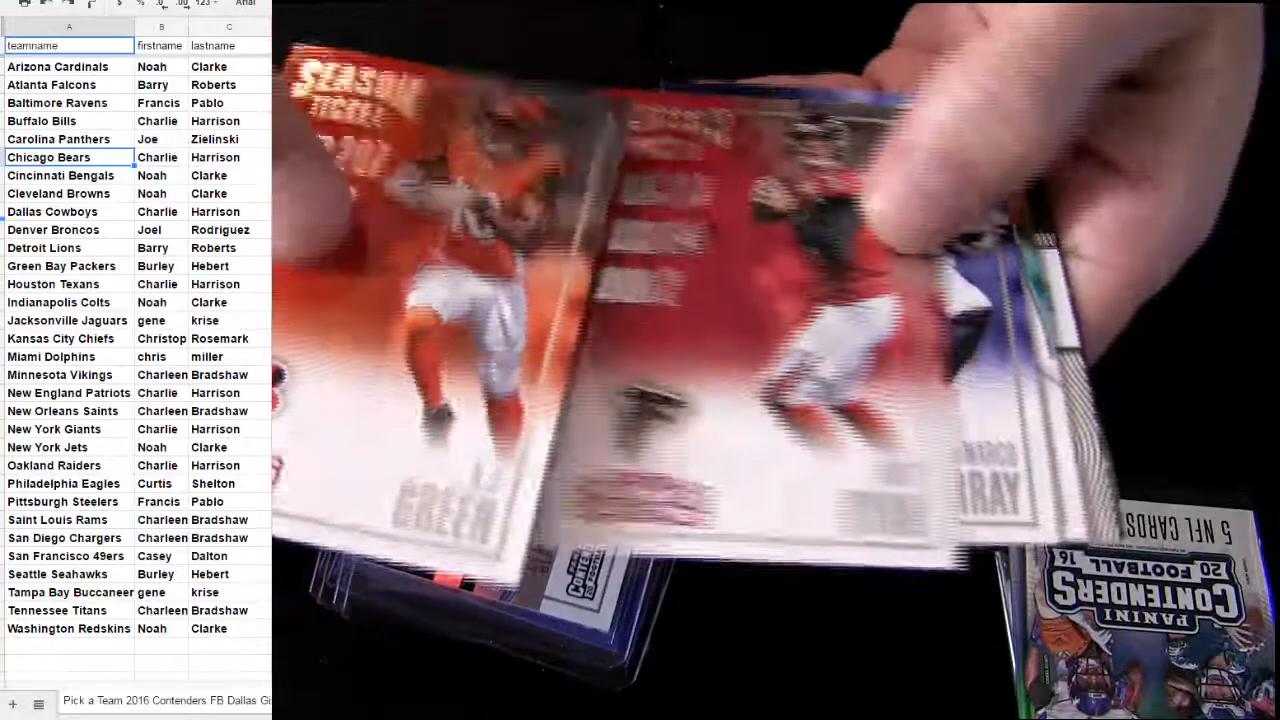 $ % .0 .00 123 Arial
A B C
teamname firstname lastname
Arizona Cardinals Noah Clarke
Atlanta Falcons Barry Roberts
Baltimore Ravens Francis Pablo
Buffalo Bills Charlie Harrison
Carolina Panthers Joe Zielinski
Chicago Bears Charlie Harrison
Cincinnati Bengals Noah Clarke
Cleveland Browns Noah Clarke
Dallas Cowboys Charlie Harrison
Denver Broncos Joel Rodriguez
Detroit Lions Barry Roberts
Green Bay Packers Burley Hebert
Houston Texans Charlie Harrison
Indianapolis Colts Noah Clarke
Jacksonville Jaguars gene krise
Kansas City Chiefs Christop Rosemark
Miami Dolphins chris miller
Minnesota Vikings Charleen Bradshaw
New England Patriots Charlie Harrison
New Orleans Saints Charleen Bradshaw
New York Giants Charlie Harrison
New York Jets Noah Clarke
Oakland Raiders Charlie Harrison
Philadelphia Eagles Curtis Shelton
Pittsburgh Steelers Francis Pablo
Saint Louis Rams Charleen Bradshaw
San Diego Chargers Charleen Bradshaw
San Francisco 49ers Casey Dalton
Seattle Seahawks Burley Hebert
Tampa Bay Buccaneer gene krise
Tennessee Titans Charleen Bradshaw
Washington Redskins Noah Clarke
Pick a Team 2016 Contenders FB Dallas Gi
SEASON
TICKET
GREEN
5 NFL CARDS
PANINI
CONTENDERS
20 FOOTBALL 16